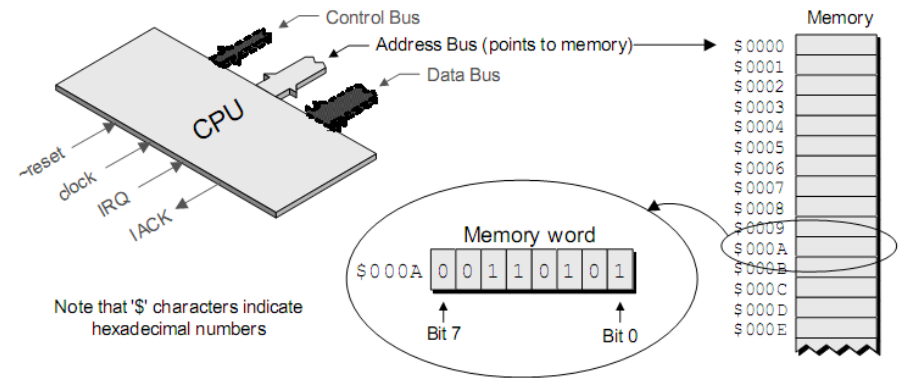 Control Bus
Address Bus (points to memory)
Data Bus
CPU
~reset
clock
IRQ
IACK
Note that '$' characters indicate
hexadecimal numbers
Memory word
$000A 0 0 1 1 0 1 0 1
Bit 7 Bit 0
Memory
$0000
$0001
$0002
$0003
$0004
$0005
$0006
$0007
$0008
$0009
$000A
$000B
$000C
$000D
$000E